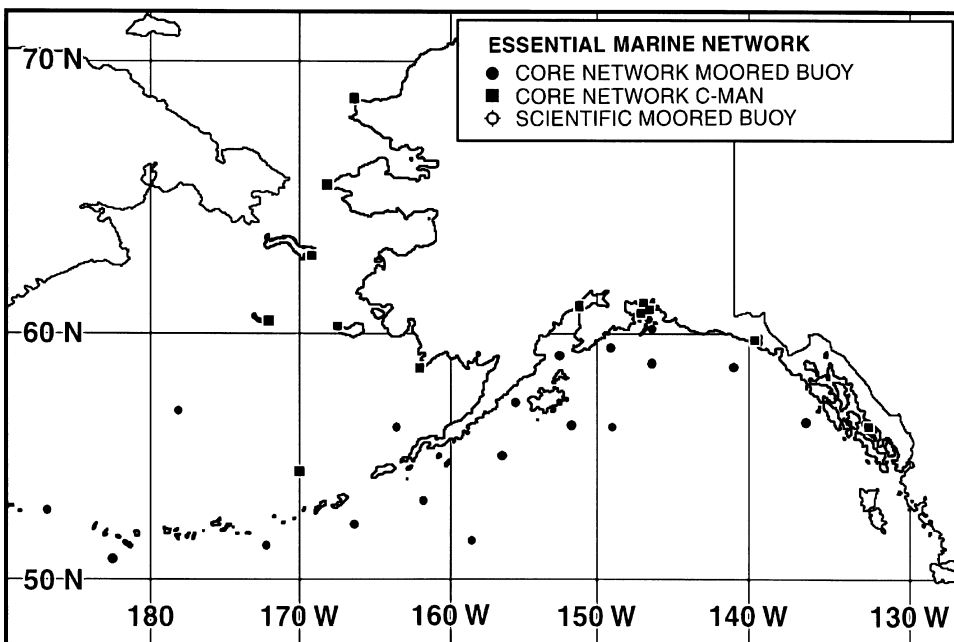 ESSENTIAL MARINE NETWORK
CORE NETWORK MOORED BUOY
CORE NETWORK C-MAN
SCIENTIFIC MOORED BUOY
70 N
60 N
50 N
180 170 W 160 W 150 W 140 W 130 W